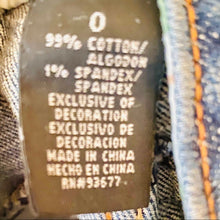 0
99% COTTON/
ALGODON
1% SPANDEX/
SPANDEX
EXCLUSIVE OF
DECORATION
EXCLUSIVO DE
DECORACION
MADE IN CHINA
HECHO EN CHINA
RN#93677